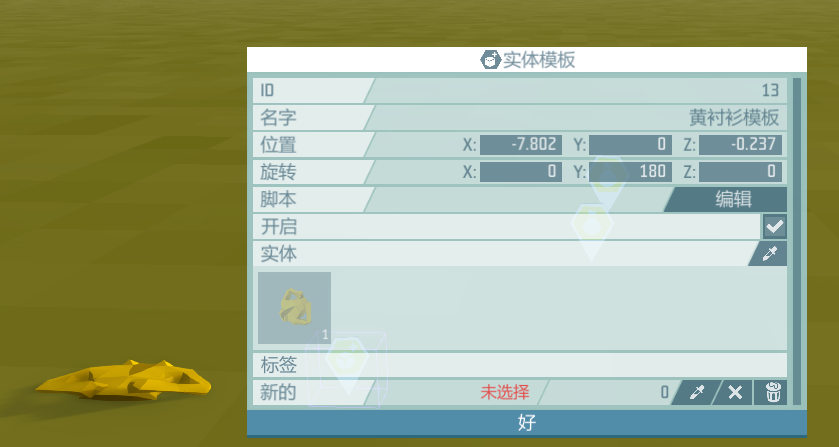 实体模板
ID 13
名字 黄衬衫模板
位置 X: -7.802 Y: 0 Z: -0.237
旋转 X: 0 Y: 180 Z: 0
脚本 编辑
开启
实体
1
标签
新的 未选择 0
好